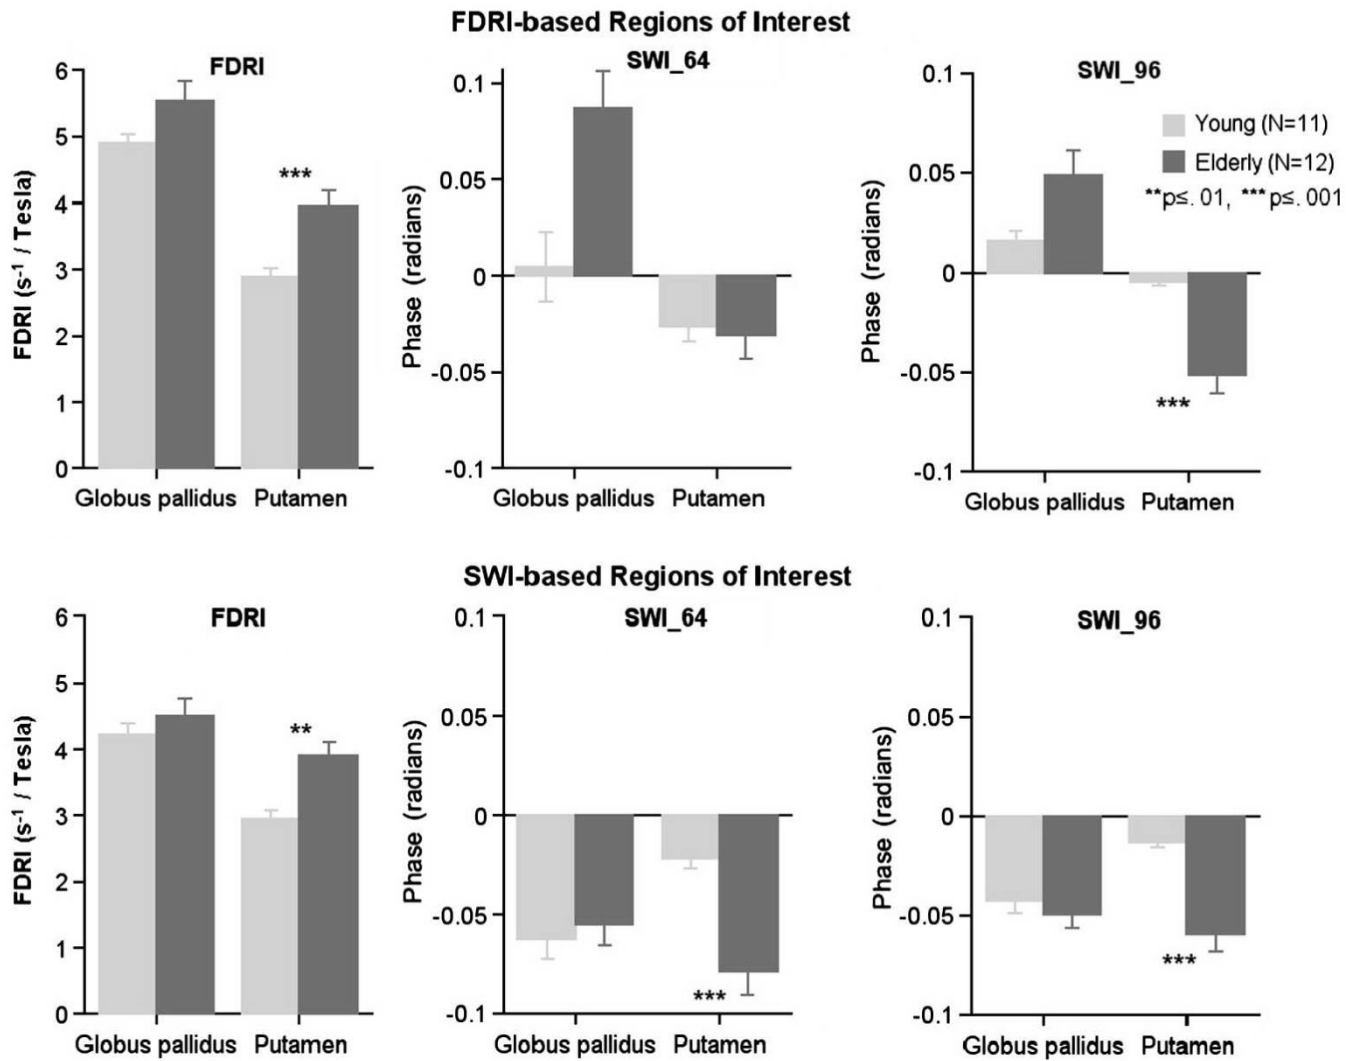 FDRI-based Regions of Interest
FDRI
6
5
4
3
2
1
0
FDRI (s⁻¹ / Tesla)
***
Globus pallidus Putamen
SWI_64
0.1
0.05
0
-0.05
-0.1
Phase (radians)
Globus pallidus Putamen
SWI_96
0.1
0.05
0
-0.05
-0.1
Phase (radians)
Young (N=11)
Elderly (N=12)
**p≤.01, ***p≤.001
***
Globus pallidus Putamen
SWI-based Regions of Interest
FDRI
6
5
4
3
2
1
0
FDRI (s⁻¹ / Tesla)
**
Globus pallidus Putamen
SWI_64
0.1
0.05
0
-0.05
-0.1
Phase (radians)
***
Globus pallidus Putamen
SWI_96
0.1
0.05
0
-0.05
-0.1
Phase (radians)
***
Globus pallidus Putamen